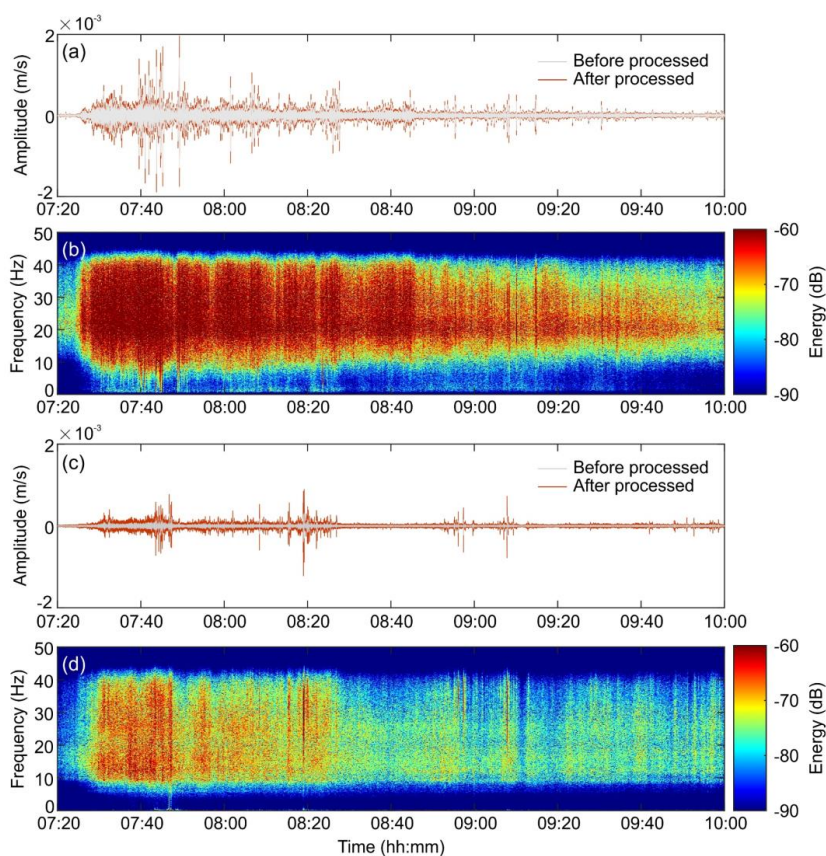 × 10⁻³
2
(a)
Before processed
After processed
Amplitude (m/s)
0
-2
07:20 07:40 08:00 08:20 08:40 09:00 09:20 09:40 10:00
50
(b)
40
30
20
10
0
Frequency (Hz)
-60
-70
-80
-90
Energy (dB)
07:20 07:40 08:00 08:20 08:40 09:00 09:20 09:40 10:00
× 10⁻³
2
(c)
Before processed
After processed
Amplitude (m/s)
0
-2
07:20 07:40 08:00 08:20 08:40 09:00 09:20 09:40 10:00
50
(d)
40
30
20
10
0
Frequency (Hz)
-60
-70
-80
-90
Energy (dB)
07:20 07:40 08:00 08:20 08:40 09:00 09:20 09:40 10:00
Time (hh:mm)